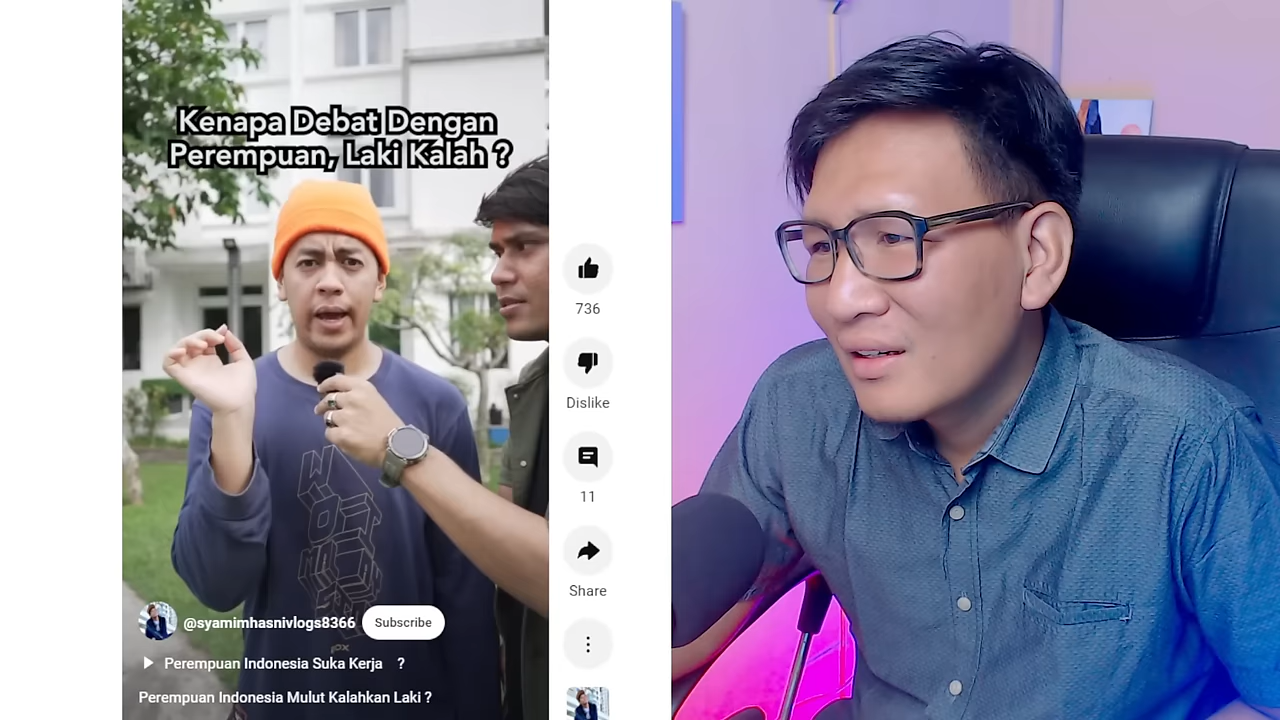 Kenapa Debat Dengan
Perempuan, Laki Kalah ?
736
Dislike
11
Share
@syamimhasnivlogs8366
Subscribe
Perempuan Indonesia Suka Kerja ?
Perempuan Indonesia Mulut Kalahkan Laki ?